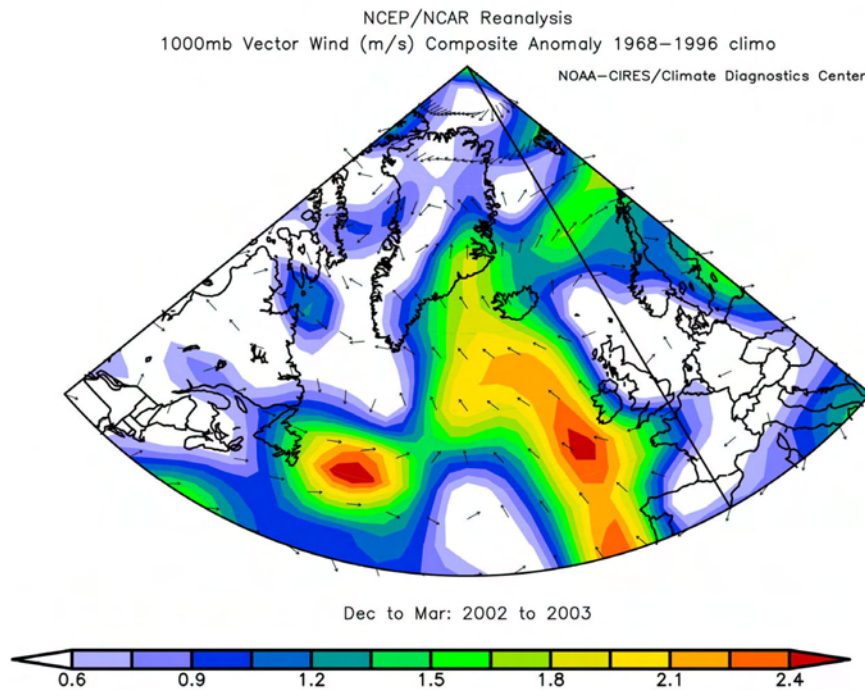 NCEP/NCAR Reanalysis
1000mb Vector Wind (m/s) Composite Anomaly 1968−1996 climo
NOAA−CIRES/Climate Diagnostics Center
Dec to Mar: 2002 to 2003
0.6 0.9 1.2 1.5 1.8 2.1 2.4